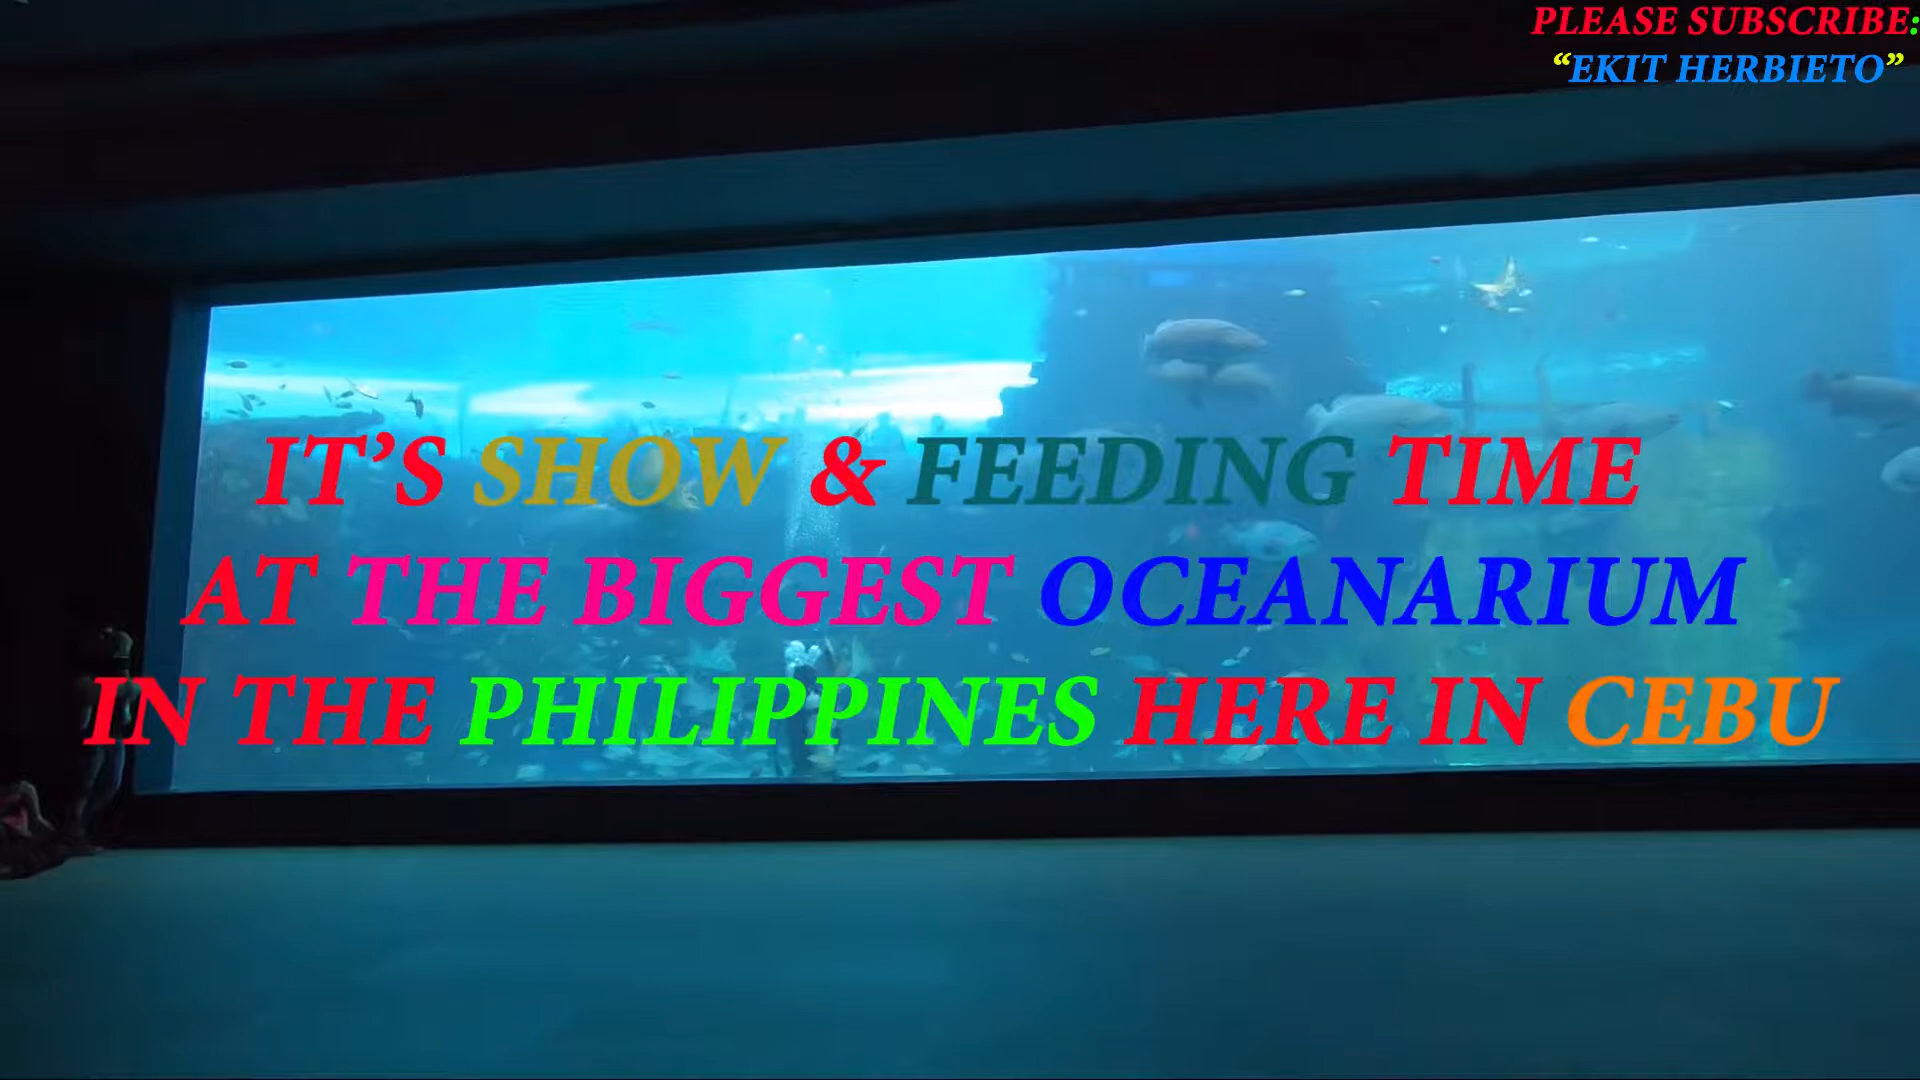 PLEASE SUBSCRIBE:
“EKIT HERBIETO”
IT’S SHOW & FEEDING TIME
AT THE BIGGEST OCEANARIUM
IN THE PHILIPPINES HERE IN CEBU